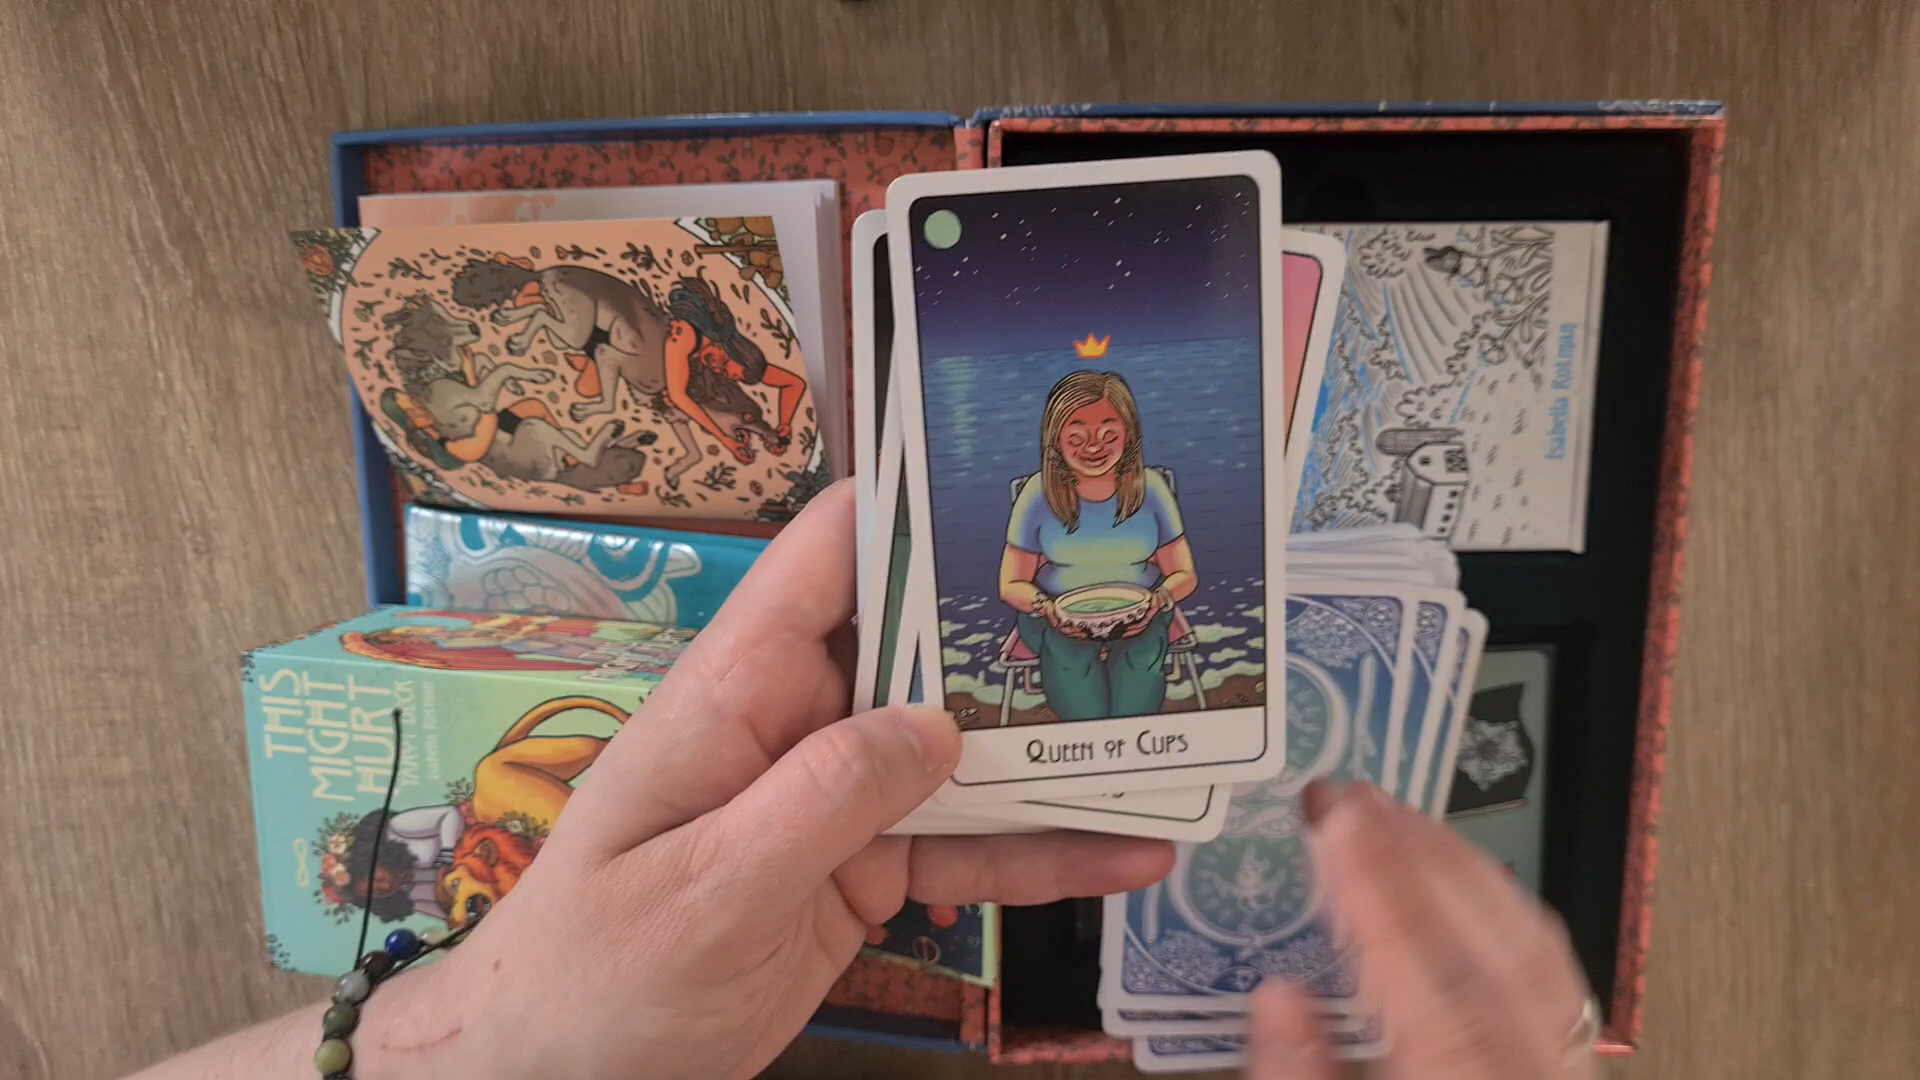 QUEEN OF CUPS
THIS
MIGHT
HURT
TAROT DECK
Isabella Rotman
Isabella Rotman